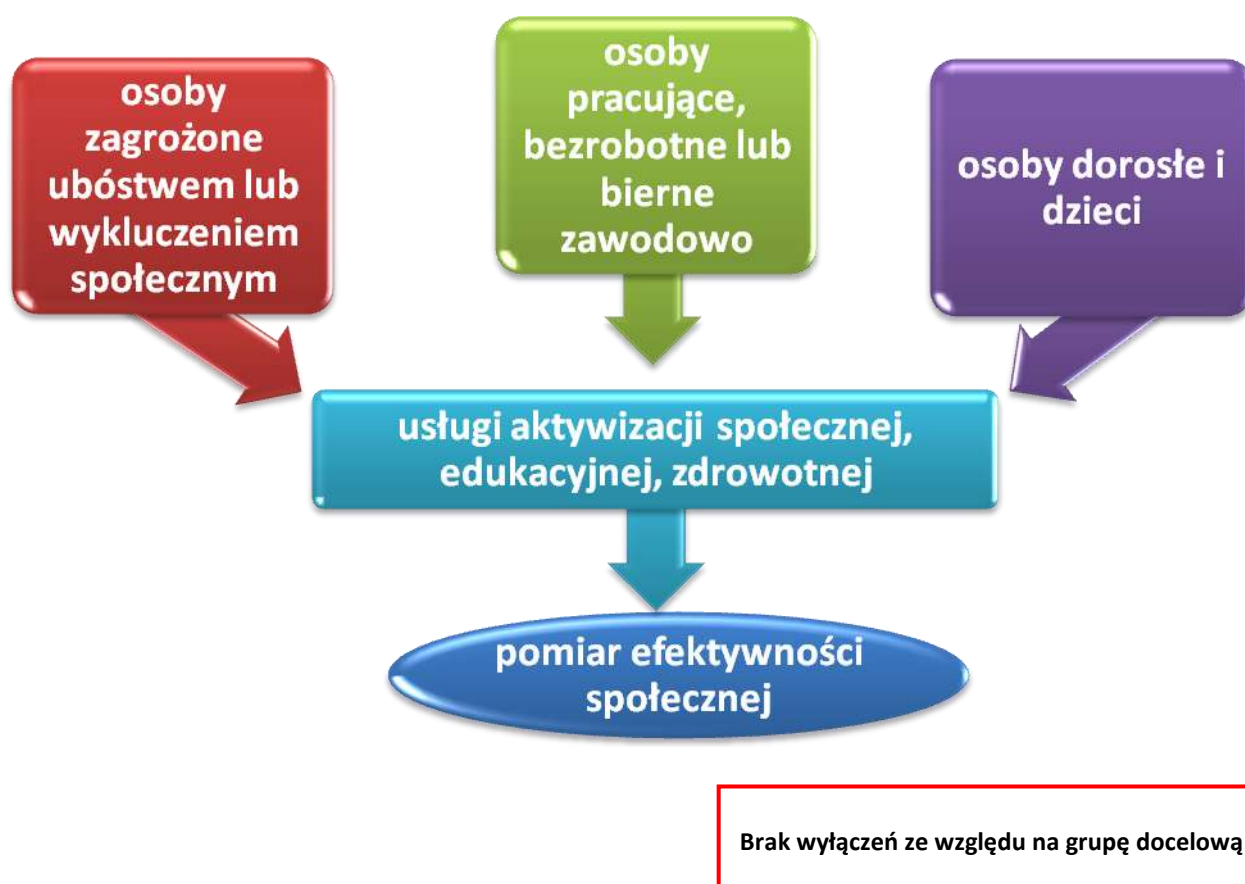 osoby
zagrożone
ubóstwem lub
wykluczeniem
społecznym
osoby
pracujące,
bezrobotne lub
bierne
zawodowo
osoby dorosłe i
dzieci
usługi aktywizacji społecznej,
edukacyjnej, zdrowotnej
pomiar efektywności
społecznej
Brak wyłączeń ze względu na grupę docelową